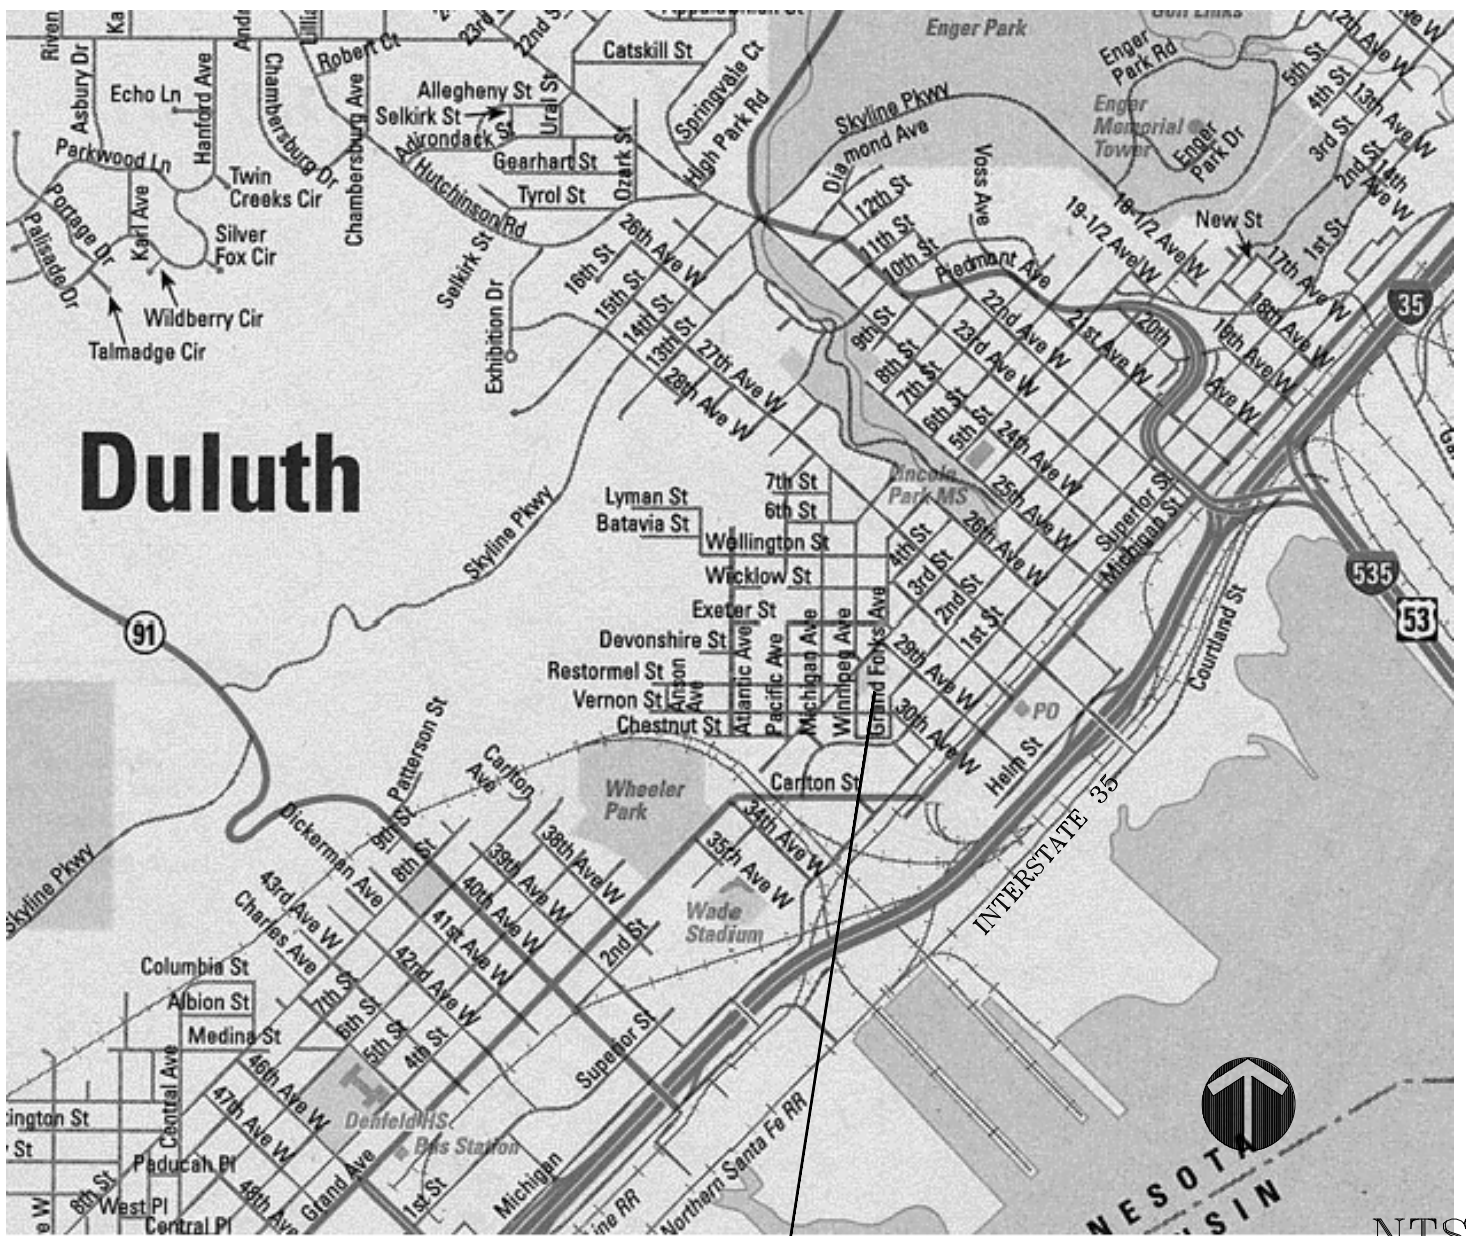 Enger Park
Catskill St
Robert Ct
22nd S
23rd
12th Ave W
Enger
Park Rd
5th St
4th St
13th Ave W
3rd St
2nd St
14th
Ave W
1st St
Asbury Dr
Echo Ln
Hanford Ave
Chambersburg Dr
Chambersburg Ave
Allegheny St
Selkirk St
Ural St
Adirondack St
Gearhart St
Ozark St
Tyrol St
Hutchinson Rd
Springvale Ct
High Park Rd
Skyline Pkwy
Diamond Ave
Enger
Memorial
Tower
Enger
Park Dr
Parkwood Ln
Portage Dr
Palisade Dr
Karl Ave
Twin
Creeks Cir
Silver
Fox Cir
Wildberry Cir
Talmadge Cir
Selkirk St
Exhibition Dr
26th Ave W
16th St
15th St
14th St
13th St
27th Ave W
28th Ave W
12th St
11th St
10th St
Voss Ave
Piedmont Ave
19-1/2 Ave W
18-1/2 Ave W
New St
17th Ave W
18th Ave W
19th Ave W
20th
Ave W
21st Ave W
22nd Ave W
23rd Ave W
24th Ave W
25th Ave W
26th Ave W
9th St
8th St
7th St
6th St
5th St
35
Duluth
Lincoln
Park MS
Superior St
Michigan St
Skyline Pkwy
Lyman St
Batavia St
7th St
6th St
Wellington St
Wicklow St
Exeter St
Devonshire St
Restormel St
Vernon St
Chestnut St
Anson
Ave
Atlantic Ave
Pacific Ave
Michigan Ave
Winnipeg Ave
Grand Forks Ave
4th St
3rd St
2nd St
1st St
29th Ave W
30th Ave W
PO
Helm St
Courtland St
535
53
91
Patterson St
Carlton
Ave
Wheeler
Park
Carlton St
INTERSTATE 35
Dickerman Ave
9th St
8th St
34th Ave W
35th Ave W
38th Ave W
39th Ave W
40th Ave W
41st Ave W
42nd Ave W
43rd Ave W
Charles Ave
Skyline Pkwy
Wade
Stadium
2nd St
Columbia St
Albion St
Medina St
7th St
6th St
5th St
4th St
Superior St
Central Ave
46th Ave W
47th Ave W
48th Ave
Denfeld HS
Bus Station
Grand Ave
1st St
Michigan
Northern Santa Fe RR
ine RR
ington St
St
Paducah Pl
8th St
West Pl
Central Pl
e W
NESOTA
NSIN
NTS